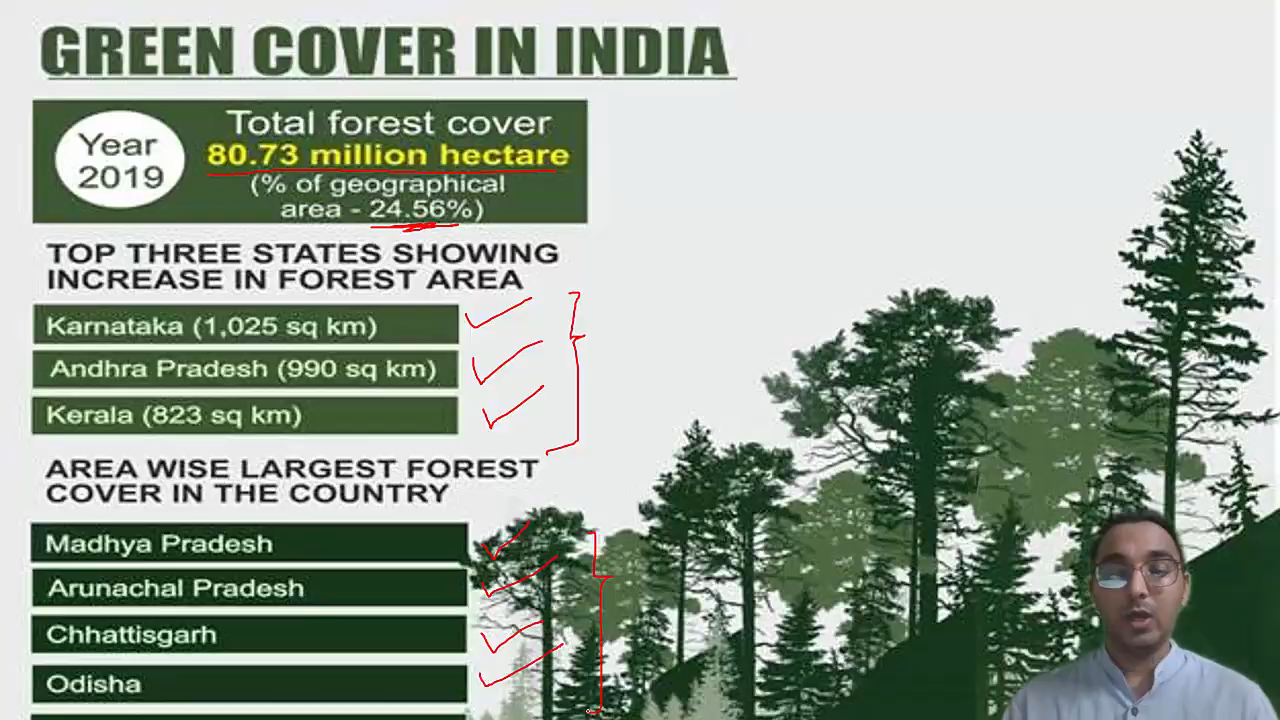 GREEN COVER IN INDIA
Year
2019
Total forest cover
80.73 million hectare
(% of geographical
area - 24.56%)
TOP THREE STATES SHOWING
INCREASE IN FOREST AREA
Karnataka (1,025 sq km)
Andhra Pradesh (990 sq km)
Kerala (823 sq km)
AREA WISE LARGEST FOREST
COVER IN THE COUNTRY
Madhya Pradesh
Arunachal Pradesh
Chhattisgarh
Odisha